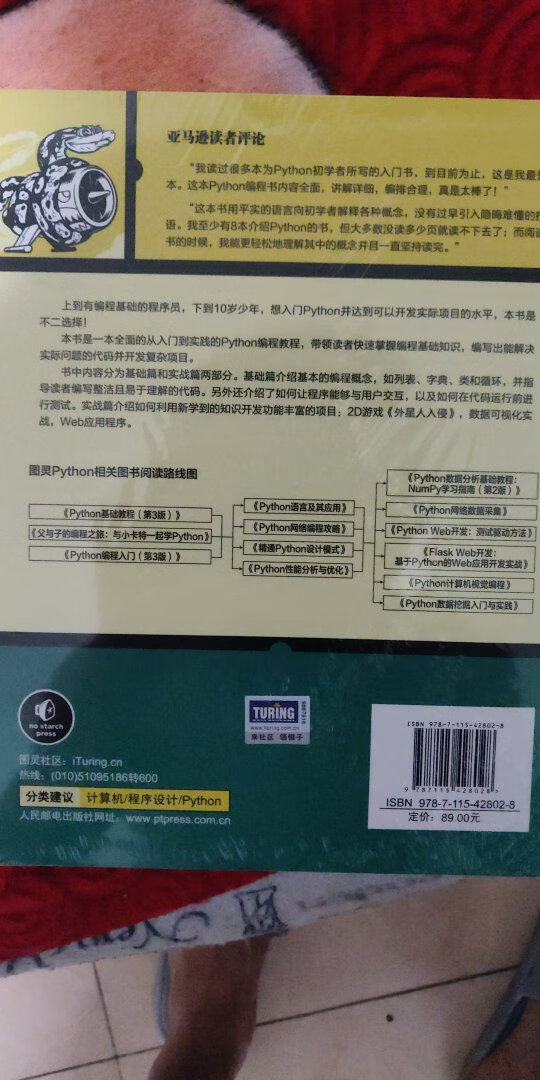 亚马逊读者评论
“我读过很多本为Python初学者所写的入门书，到目前为止，这是我最
本。这本Python编程书内容全面，讲解详细，编排合理，真是太棒了！”
“这本书用平实的语言向初学者解释各种概念，没有过早引入隐晦难懂的
语。我至少有8本介绍Python的书，但大多数没读多少页就读不下去了；而阅读
书的时候，我能更轻松地理解其中的概念并且一直坚持读完。”
上到有编程基础的程序员，下到10岁少年，想入门Python并达到可以开发实际项目的水平，本书是
不二选择！
本书是一本全面的从入门到实践的Python编程教程，带领读者快速掌握编程基础知识，编写出能解决
实际问题的代码并开发复杂项目。
书中内容分为基础篇和实战篇两部分。基础篇介绍基本的编程概念，如列表、字典、类和循环，并指
导读者编写整洁且易于理解的代码。另外还介绍了如何让程序能够与用户交互，以及如何在代码运行前进
行测试。实战篇介绍如何利用新学到的知识开发功能丰富的项目：2D游戏《外星人入侵》，数据可视化实
战，Web应用程序。
图灵Python相关图书阅读路线图
《Python基础教程（第3版）》
《父与子的编程之旅：与小卡特一起学Python》
《Python编程入门（第3版）》
《Python语言及其应用》
《Python网络编程攻略》
《精通Python设计模式》
《Python性能分析与优化》
《Python数据分析基础教程：
NumPy学习指南（第2版）》
《Python网络数据采集》
《Python Web开发：测试驱动方法》
《Flask Web开发：
基于Python的Web应用开发实战》
《Python计算机视觉编程》
《Python数据挖掘入门与实践》
no starch
press
图灵社区：iTuring.cn
热线：(010)51095186转600
分类建议 计算机/程序设计/Python
人民邮电出版社网址：www.ptpress.com.cn
TURING
www.ituring.com.cn
来社区 领帽子
ISBN 978-7-115-42802-8
9 787115 428028 >
ISBN 978-7-115-42802-8
定价：89.00元